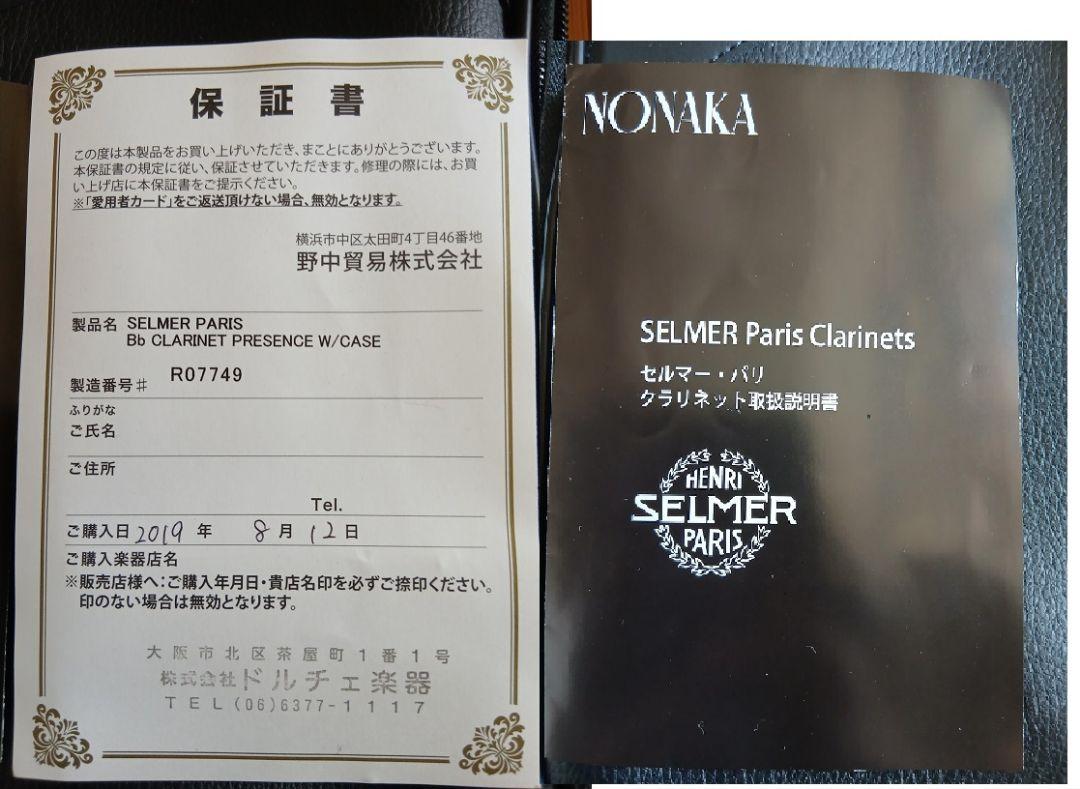 保証書
この度は本製品をお買い上げいただき、まことにありがとうございます。
本保証書の規定に従い、保証させていただきます。修理の際には、お買
い上げ店に本保証書をご提示ください。
※「愛用者カード」をご返送頂けない場合、無効となります。
横浜市中区太田町4丁目46番地
野中貿易株式会社
製品名 SELMER PARIS
Bb CLARINET PRESENCE W/CASE
製造番号♯ R07749
ふりがな
ご氏名
ご住所
Tel.
ご購入日 2019 年 8 月 12 日
ご購入楽器店名
※販売店様へ:ご購入年月日・貴店名印を必ずご捺印ください。
印のない場合は無効となります。
大阪市北区茶屋町1番1号
株式会社ドルチェ楽器
TEL(06)6377-1117
NONAKA
SELMER Paris Clarinets
セルマー・パリ
クラリネット取扱説明書
HENRI
SELMER
PARIS